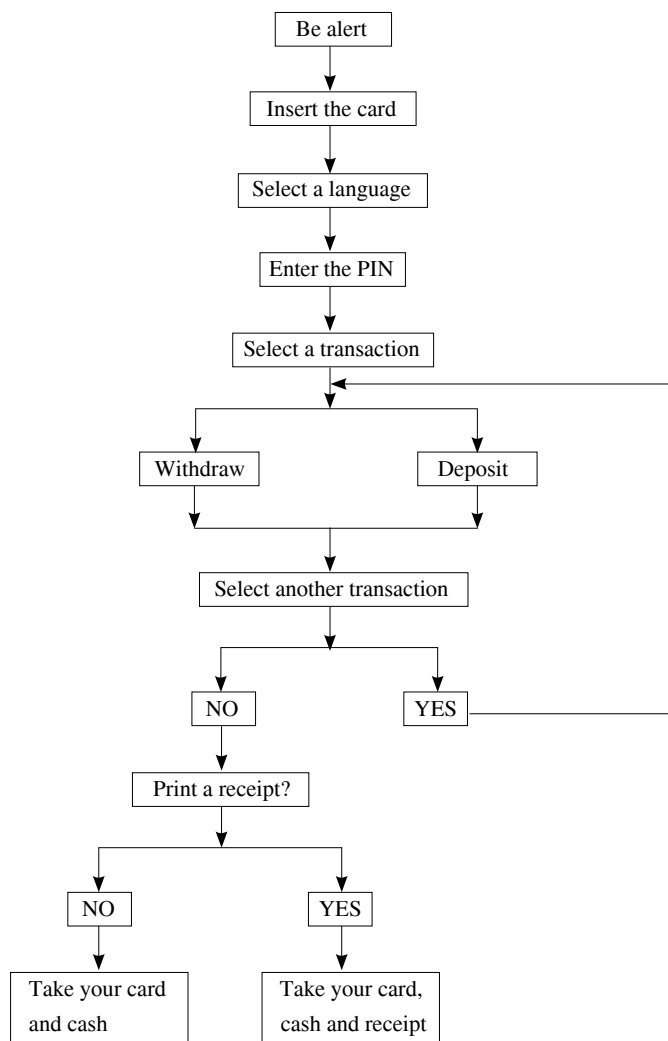 Be alert
Insert the card
Select a language
Enter the PIN
Select a transaction
Withdraw
Deposit
Select another transaction
NO
YES
Print a receipt?
NO
YES
Take your card
and cash
Take your card,
cash and receipt